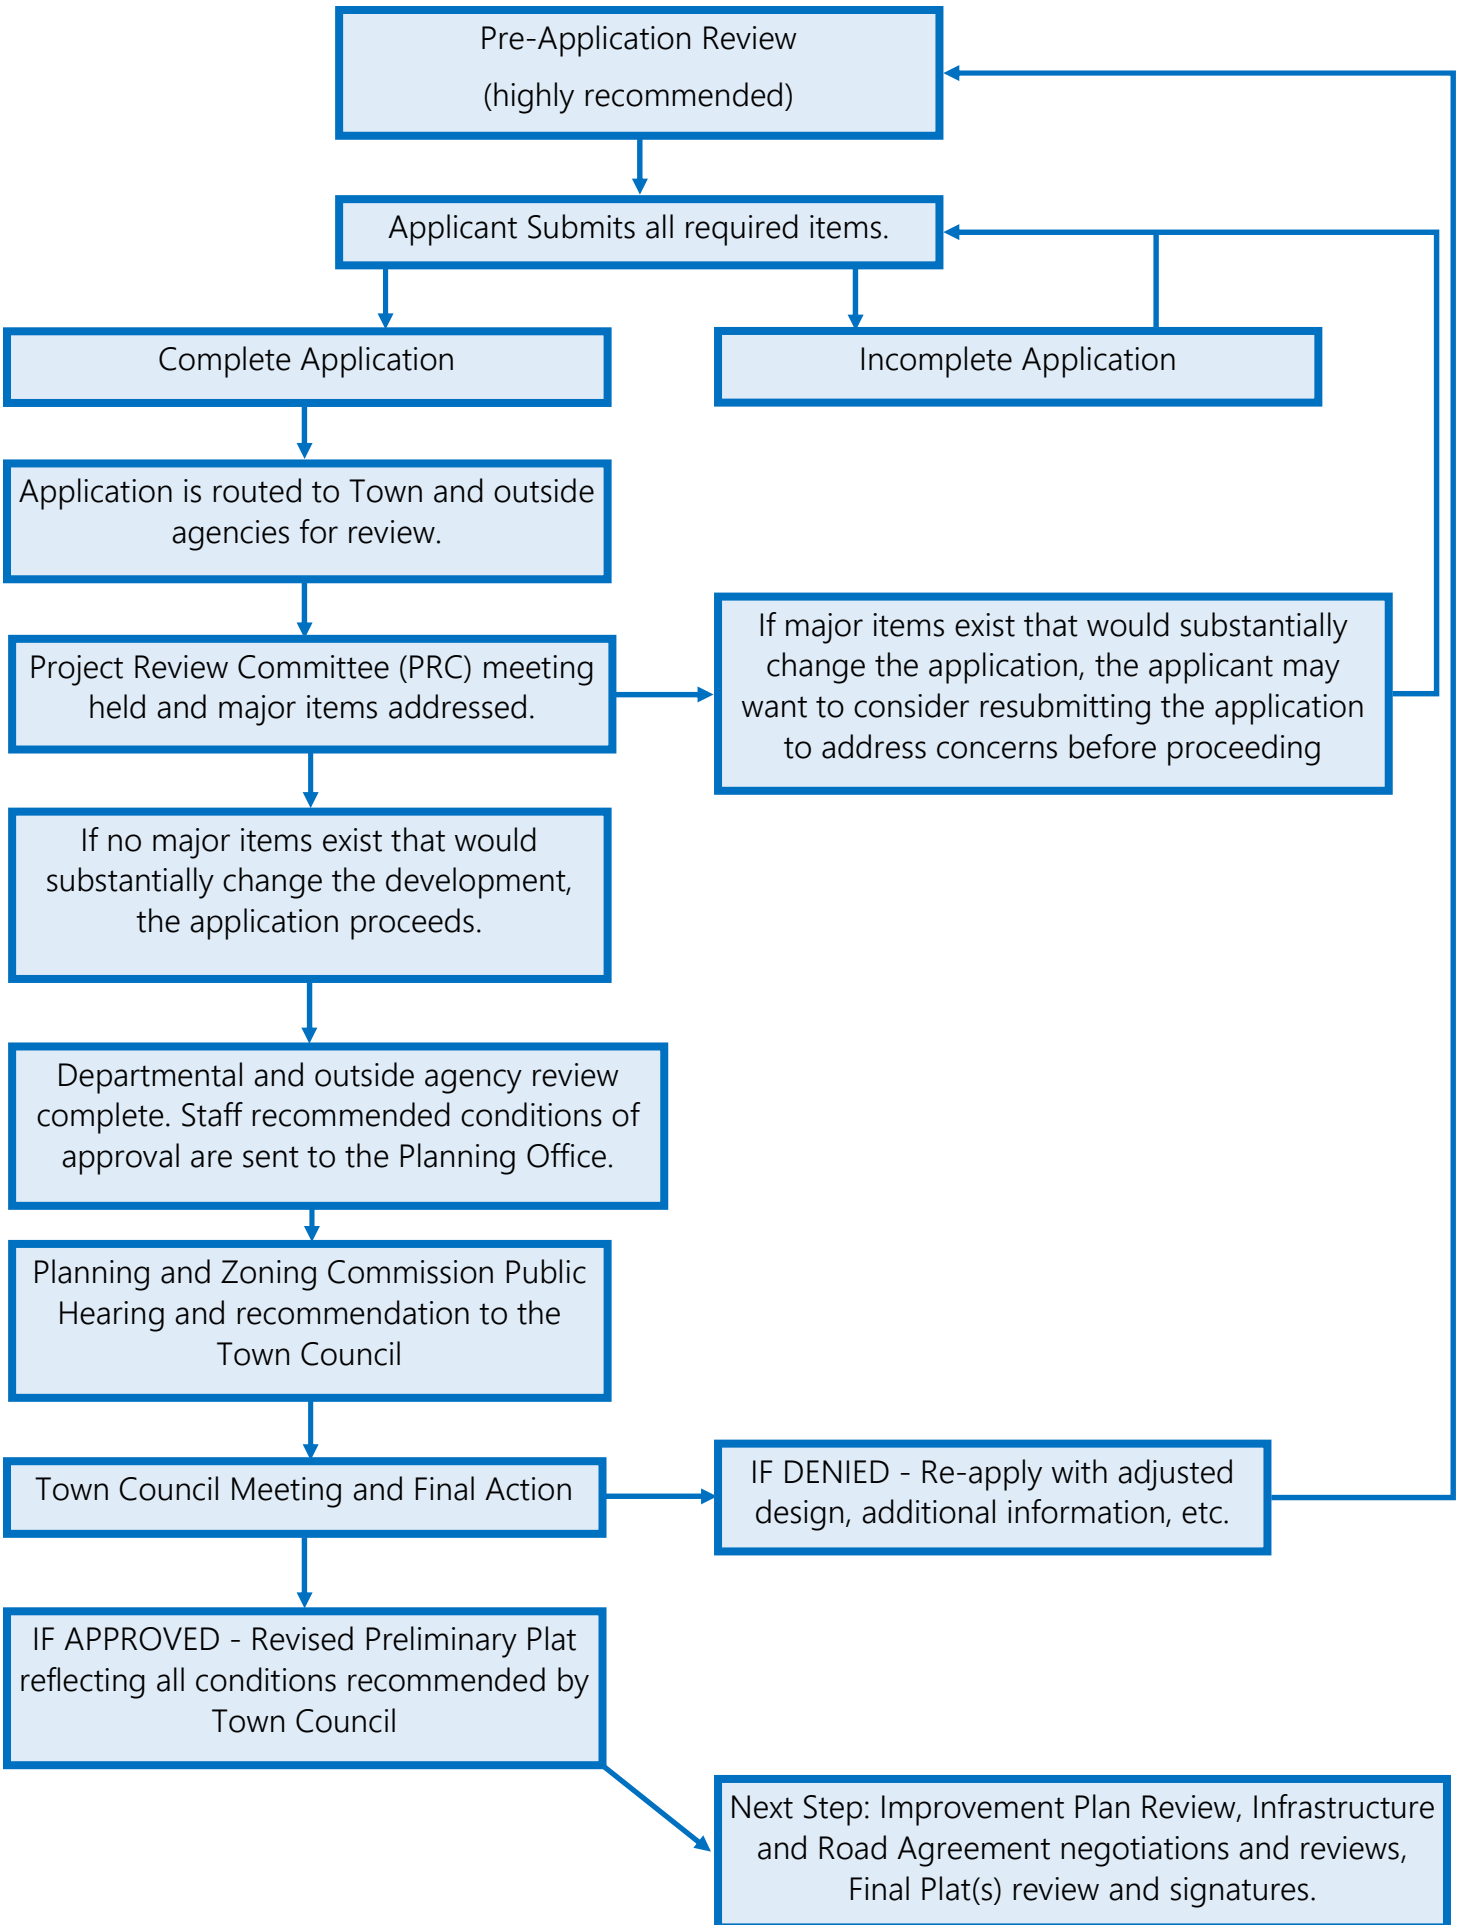 Pre-Application Review
(highly recommended)
Applicant Submits all required items.
Complete Application
Incomplete Application
Application is routed to Town and outside
agencies for review.
Project Review Committee (PRC) meeting
held and major items addressed.
If major items exist that would substantially
change the application, the applicant may
want to consider resubmitting the application
to address concerns before proceeding
If no major items exist that would
substantially change the development,
the application proceeds.
Departmental and outside agency review
complete. Staff recommended conditions of
approval are sent to the Planning Office.
Planning and Zoning Commission Public
Hearing and recommendation to the
Town Council
Town Council Meeting and Final Action
IF DENIED - Re-apply with adjusted
design, additional information, etc.
IF APPROVED - Revised Preliminary Plat
reflecting all conditions recommended by
Town Council
Next Step: Improvement Plan Review, Infrastructure
and Road Agreement negotiations and reviews,
Final Plat(s) review and signatures.